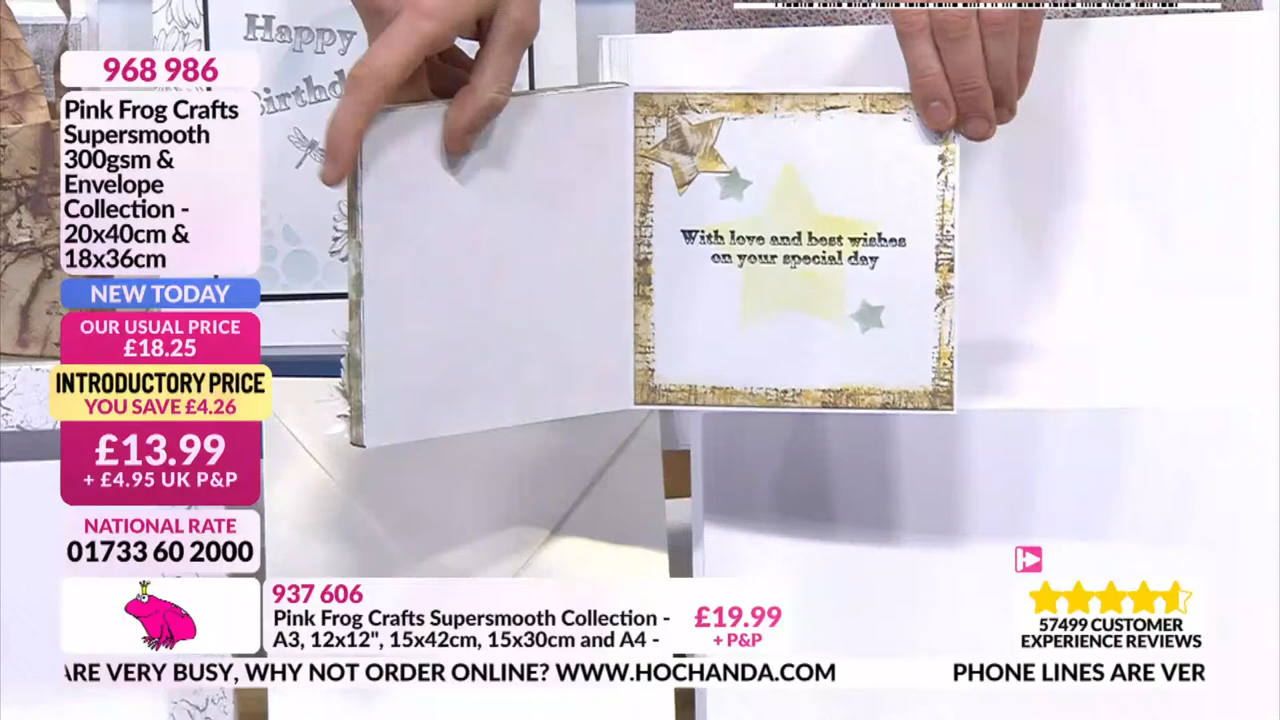 968 986
Pink Frog Crafts
Supersmooth
300gsm &
Envelope
Collection -
20x40cm &
18x36cm
NEW TODAY
OUR USUAL PRICE
£18.25
INTRODUCTORY PRICE
YOU SAVE £4.26
£13.99
+ £4.95 UK P&P
NATIONAL RATE
01733 60 2000
Happy
Birthd
With love and best wishes
on your special day
937 606
Pink Frog Crafts Supersmooth Collection -
A3, 12x12", 15x42cm, 15x30cm and A4 -
£19.99
+ P&P
57499 CUSTOMER
EXPERIENCE REVIEWS
ARE VERY BUSY, WHY NOT ORDER ONLINE? WWW.HOCHANDA.COM
PHONE LINES ARE VER